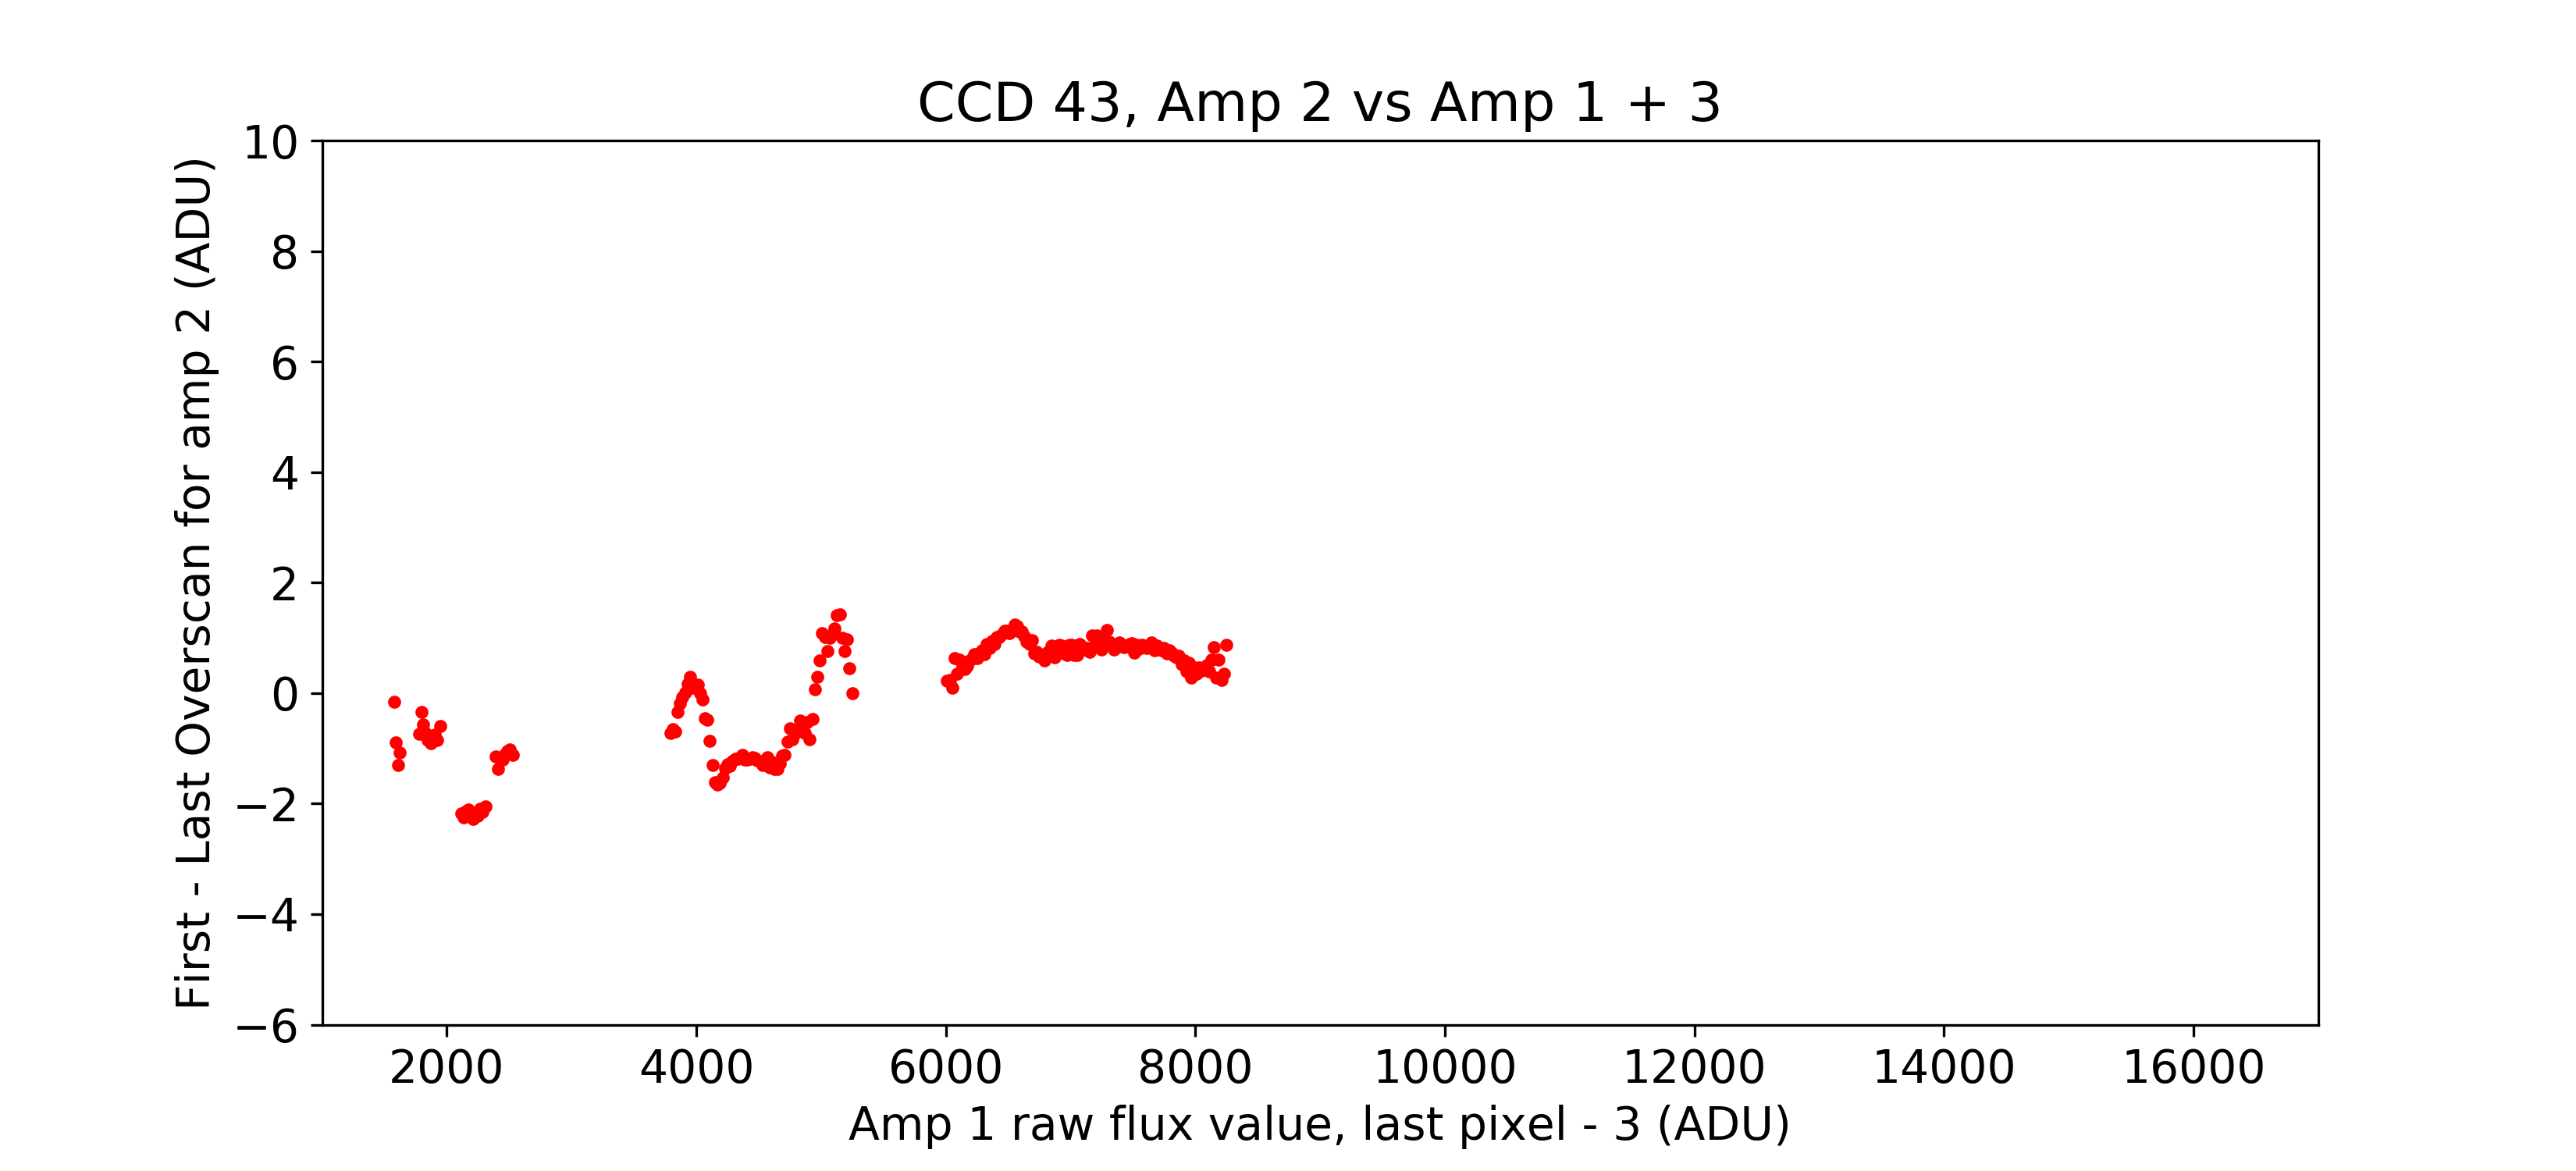 CCD 43, Amp 2 vs Amp 1 + 3
First - Last Overscan for amp 2 (ADU)
10
8
6
4
2
0
−2
−4
−6
2000 4000 6000 8000 10000 12000 14000 16000
Amp 1 raw flux value, last pixel - 3 (ADU)